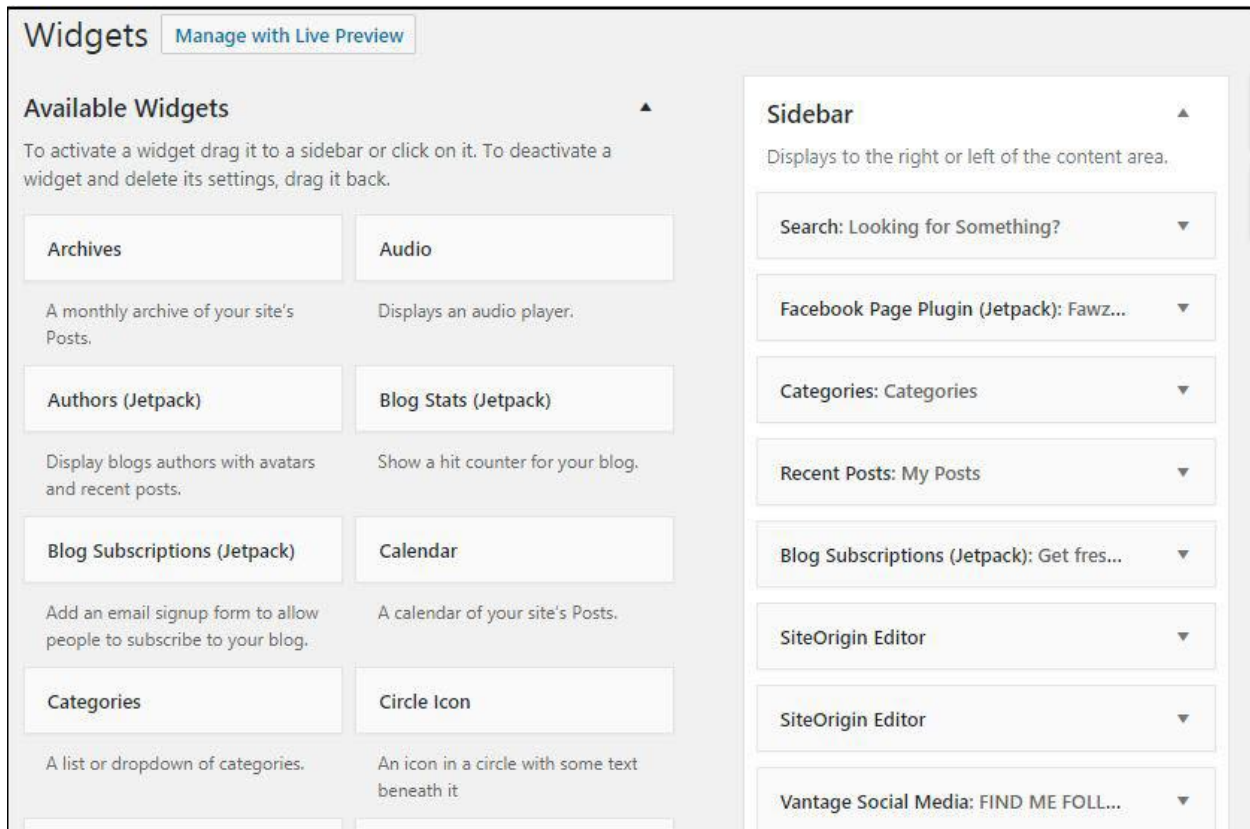 Widgets Manage with Live Preview
Available Widgets
To activate a widget drag it to a sidebar or click on it. To deactivate a
widget and delete its settings, drag it back.
Archives
Audio
A monthly archive of your site's
Posts.
Displays an audio player.
Authors (Jetpack)
Blog Stats (Jetpack)
Display blogs authors with avatars
and recent posts.
Show a hit counter for your blog.
Blog Subscriptions (Jetpack)
Calendar
Add an email signup form to allow
people to subscribe to your blog.
A calendar of your site's Posts.
Categories
Circle Icon
A list or dropdown of categories.
An icon in a circle with some text
beneath it
Sidebar
Displays to the right or left of the content area.
Search: Looking for Something?
Facebook Page Plugin (Jetpack): Fawz...
Categories: Categories
Recent Posts: My Posts
Blog Subscriptions (Jetpack): Get fres...
SiteOrigin Editor
SiteOrigin Editor
Vantage Social Media: FIND ME FOLL...